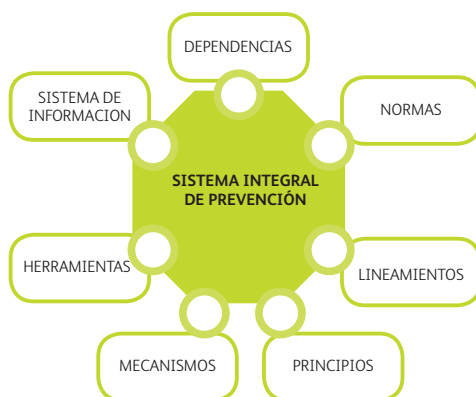 DEPENDENCIAS
SISTEMA DE
INFORMACION
NORMAS
SISTEMA INTEGRAL
DE PREVENCIÓN
HERRAMIENTAS
LINEAMIENTOS
MECANISMOS
PRINCIPIOS